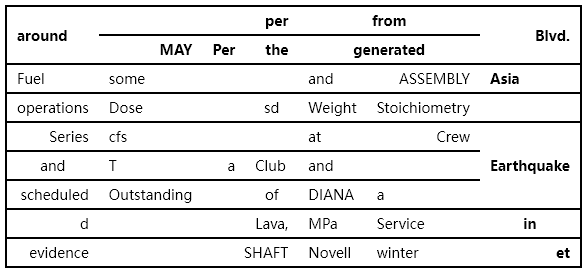 around per from Blvd.
MAY Per the generated
Fuel some and ASSEMBLY Asia
operations Dose sd Weight Stoichiometry
Series cfs at Crew
and T a Club and Earthquake
scheduled Outstanding of DIANA a
d Lava, MPa Service in
evidence SHAFT Novell winter et